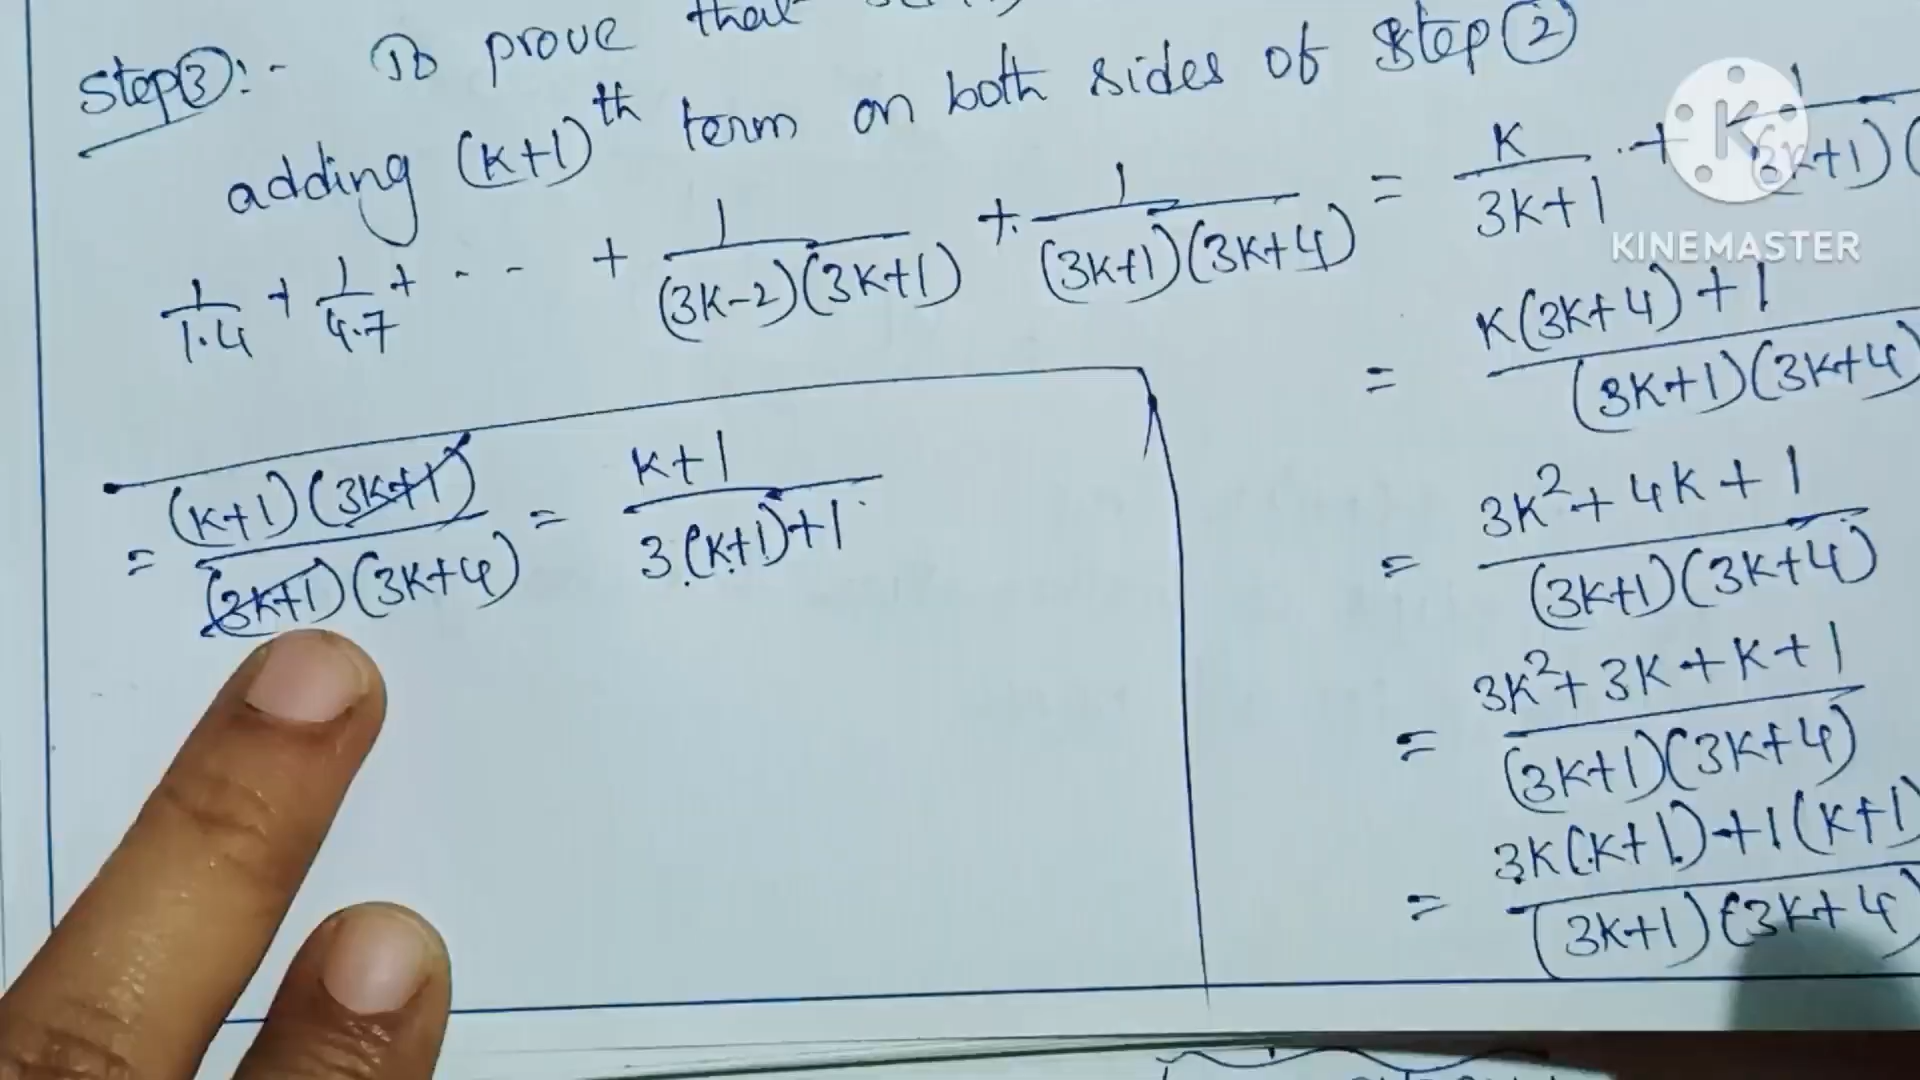 Step③:- To prove that
adding (k+1)^th term on both sides of Step②
1/1.4 + 1/4.7 + - - - + 1/(3k-2)(3k+1) + 1/(3k+1)(3k+4) = k/3k+1 + 1/(3k+1)(
= k(3k+4)+1/(3k+1)(3k+4)
= 3k²+4k+1/(3k+1)(3k+4)
= 3k²+3k+k+1/(3k+1)(3k+4)
= 3k(k+1)+1(k+1)/(3k+1)(3k+4)
= (k+1)(3k+1)/(3k+1)(3k+4) = k+1/3.(k+1)+1
K
KINEMASTER